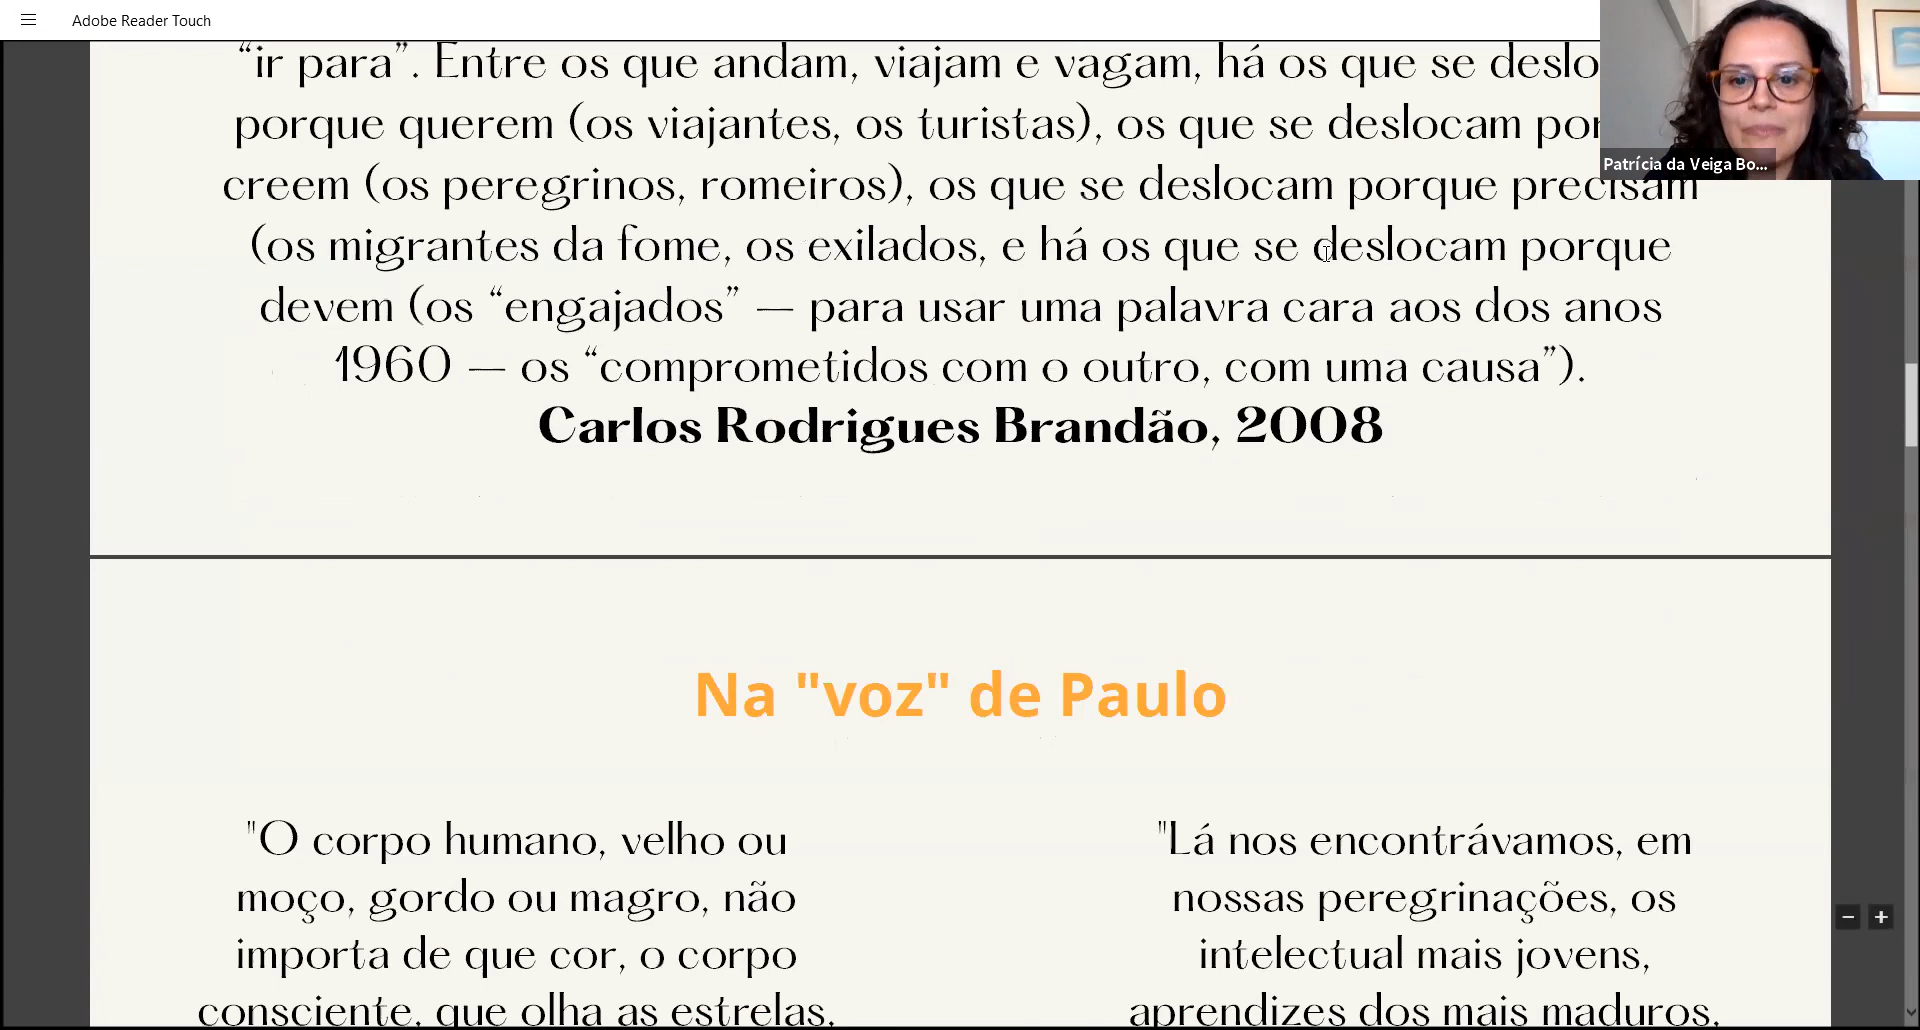 Adobe Reader Touch
“ir para”. Entre os que andam, viajam e vagam, há os que se deslo
porque querem (os viajantes, os turistas), os que se deslocam por
creem (os peregrinos, romeiros), os que se deslocam porque precisam
(os migrantes da fome, os exilados, e há os que se deslocam porque
devem (os “engajados” — para usar uma palavra cara aos dos anos
1960 — os “comprometidos com o outro, com uma causa”).
Carlos Rodrigues Brandão, 2008
Patrícia da Veiga Bo...
Na "voz" de Paulo
"O corpo humano, velho ou
moço, gordo ou magro, não
importa de que cor, o corpo
consciente, que olha as estrelas,
"Lá nos encontrávamos, em
nossas peregrinações, os
intelectual mais jovens,
aprendizes dos mais maduros,